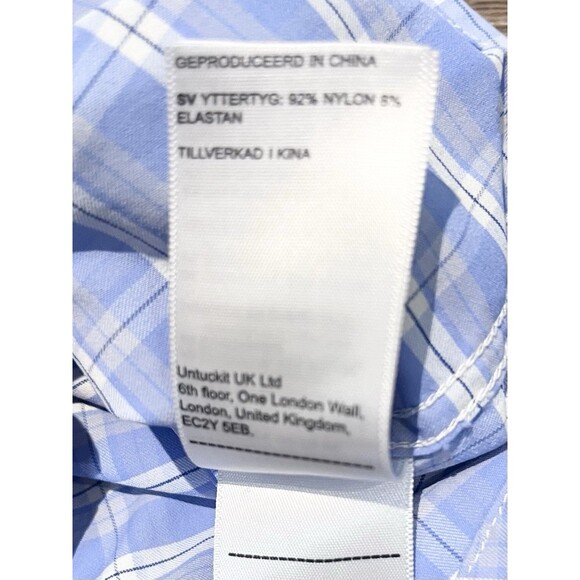 GEPRODUCEERD IN CHINA
SV YTTERTYG: 92% NYLON 8%
ELASTAN
TILLVERKAD I KINA
Untuckit UK Ltd
6th floor, One London Wall,
London, United Kingdom,
EC2Y 5EB.